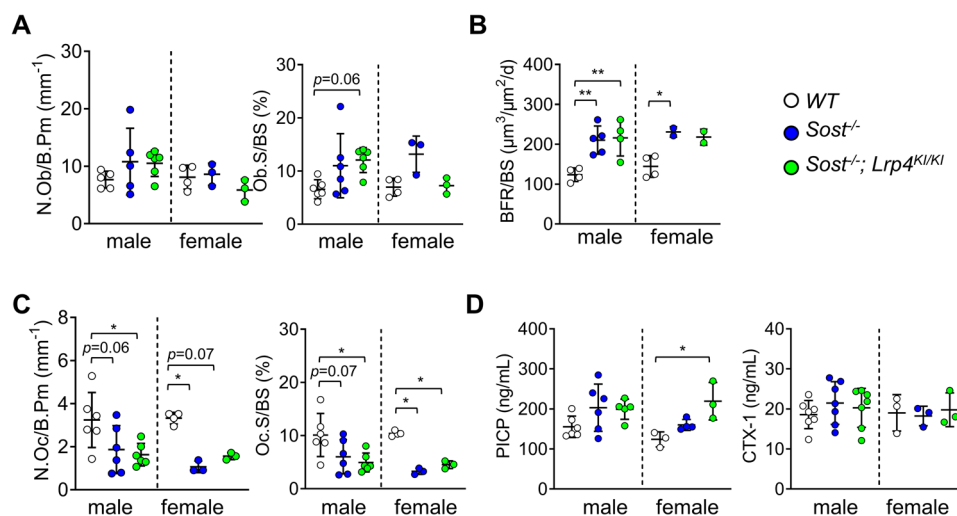 A
N.Ob/B.Pm (mm⁻¹)
30
20
10
0
male female
Ob.S/BS (%)
30
20
10
0
p=0.06
male female
B
BFR/BS (μm³/μm²/d)
400
300
200
100
0
**
**
*
male female
WT
Sost⁻/⁻
Sost⁻/⁻; Lrp4ᴷᴵ/ᴷᴵ
C
N.Oc/B.Pm (mm⁻¹)
8
6
4
2
0
*
p=0.06
p=0.07
*
male female
Oc.S/BS (%)
30
20
10
0
*
p=0.07
*
*
male female
D
PICP (ng/mL)
400
300
200
100
0
*
male female
CTX-1 (ng/mL)
40
30
20
10
0
male female